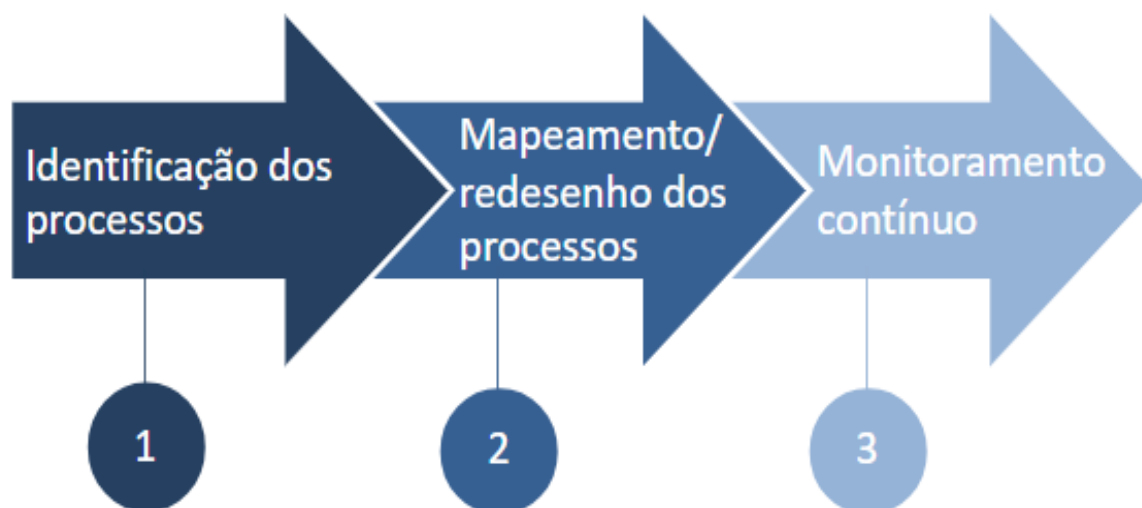 Identificação dos
processos
Mapeamento/
redesenho dos
processos
Monitoramento
contínuo
1
2
3